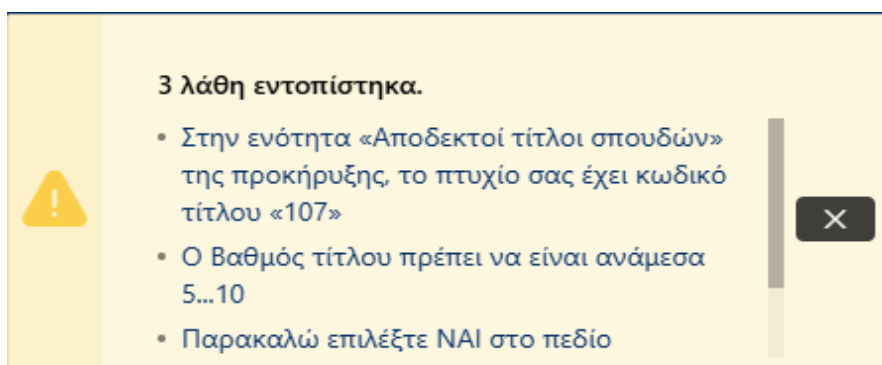 3 λάθη εντοπίστηκα.
• Στην ενότητα «Αποδεκτοί τίτλοι σπουδών»
της προκήρυξης, το πτυχίο σας έχει κωδικό
τίτλου «107»
• Ο Βαθμός τίτλου πρέπει να είναι ανάμεσα
5...10
• Παρακαλώ επιλέξτε ΝΑΙ στο πεδίο